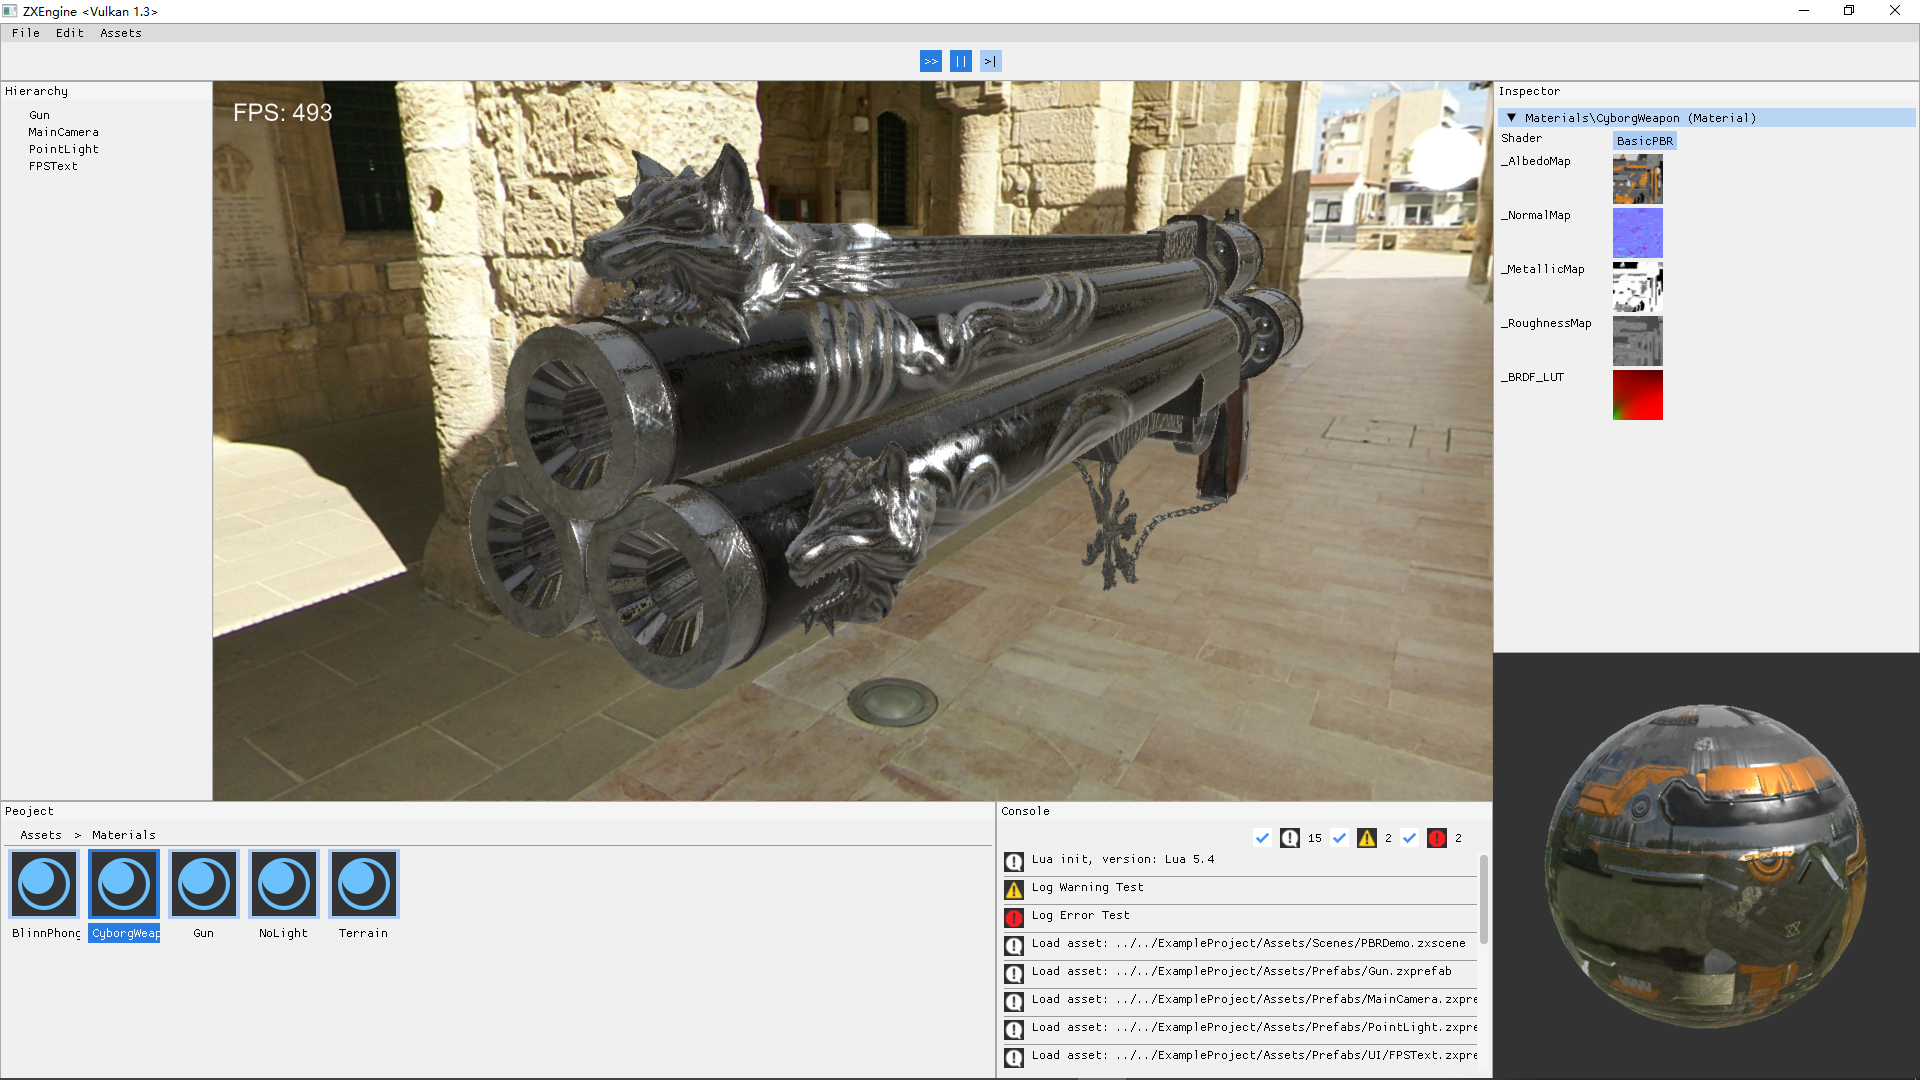 ZXEngine <Vulkan 1.3>
File Edit Assets
>> || >|
Hierarchy
Gun
MainCamera
PointLight
FPSText
FPS: 493
Inspector
▼ Materials\CyborgWeapon (Material)
Shader BasicPBR
_AlbedoMap
_NormalMap
_MetallicMap
_RoughnessMap
_BRDF_LUT
Peoject
Assets > Materials
BlinnPhong CyborgWeap Gun NoLight Terrain
Console
15 2 2
Lua init, version: Lua 5.4
Log Warning Test
Log Error Test
Load asset: ../../ExampleProject/Assets/Scenes/PBRDemo.zxscene
Load asset: ../../ExampleProject/Assets/Prefabs/Gun.zxprefab
Load asset: ../../ExampleProject/Assets/Prefabs/MainCamera.zxpre
Load asset: ../../ExampleProject/Assets/Prefabs/PointLight.zxpre
Load asset: ../../ExampleProject/Assets/Prefabs/UI/FPSText.zxpre